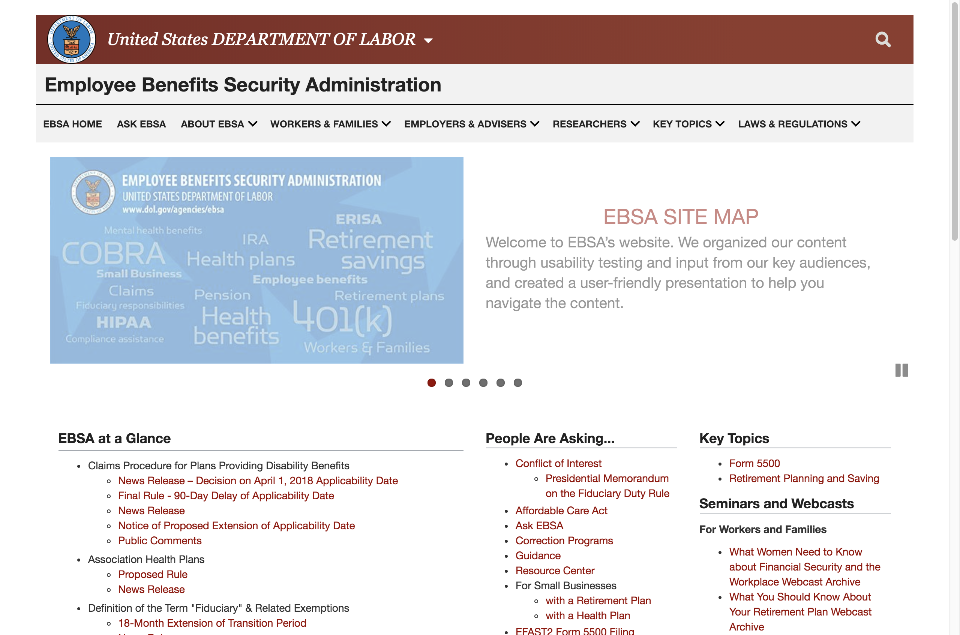 United States DEPARTMENT OF LABOR
Employee Benefits Security Administration
EBSA HOME ASK EBSA ABOUT EBSA WORKERS & FAMILIES EMPLOYERS & ADVISERS RESEARCHERS KEY TOPICS LAWS & REGULATIONS
EMPLOYEE BENEFITS SECURITY ADMINISTRATION
UNITED STATES DEPARTMENT OF LABOR
www.dol.gov/agencies/ebsa
Mental health benefits
ERISA
COBRA
IRA
Retirement savings
Health plans
Small Business
Employee benefits
Claims
Pension
Retirement plans
Fiduciary responsibilities
Health benefits
401(k)
HIPAA
Compliance assistance
Workers & Families
EBSA SITE MAP
Welcome to EBSA's website. We organized our content
through usability testing and input from our key audiences,
and created a user-friendly presentation to help you
navigate the content.
EBSA at a Glance
Claims Procedure for Plans Providing Disability Benefits
News Release – Decision on April 1, 2018 Applicability Date
Final Rule - 90-Day Delay of Applicability Date
News Release
Notice of Proposed Extension of Applicability Date
Public Comments
Association Health Plans
Proposed Rule
News Release
Definition of the Term "Fiduciary" & Related Exemptions
18-Month Extension of Transition Period
People Are Asking...
Conflict of Interest
Presidential Memorandum
on the Fiduciary Duty Rule
Affordable Care Act
Ask EBSA
Correction Programs
Guidance
Resource Center
For Small Businesses
with a Retirement Plan
with a Health Plan
EFAST2 Form 5500 Filing
Key Topics
Form 5500
Retirement Planning and Saving
Seminars and Webcasts
For Workers and Families
What Women Need to Know
about Financial Security and the
Workplace Webcast Archive
What You Should Know About
Your Retirement Plan Webcast
Archive